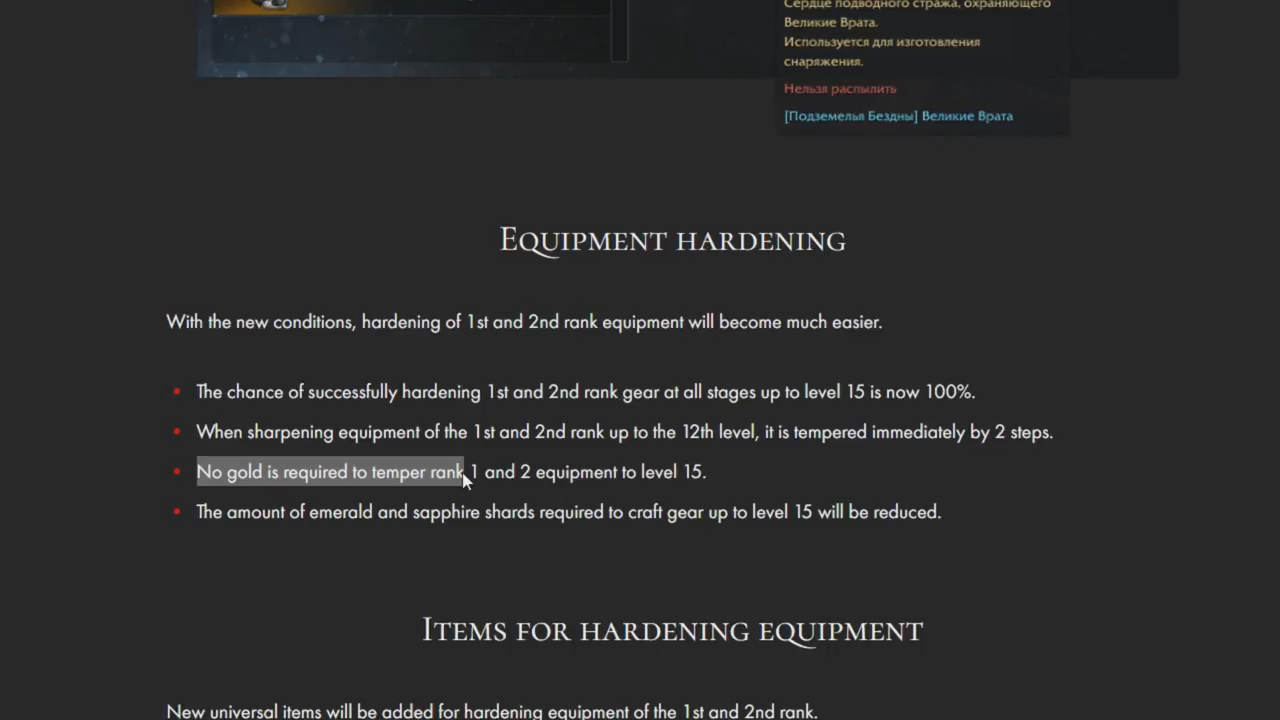 Сердце подводного стража, охраняющего
Великие Врата.
Используется для изготовления
снаряжения.
Нельзя распылить
[Подземелья Бездны] Великие Врата
Equipment hardening
With the new conditions, hardening of 1st and 2nd rank equipment will become much easier.
The chance of successfully hardening 1st and 2nd rank gear at all stages up to level 15 is now 100%.
When sharpening equipment of the 1st and 2nd rank up to the 12th level, it is tempered immediately by 2 steps.
No gold is required to temper rank 1 and 2 equipment to level 15.
The amount of emerald and sapphire shards required to craft gear up to level 15 will be reduced.
Items for hardening equipment
New universal items will be added for hardening equipment of the 1st and 2nd rank.